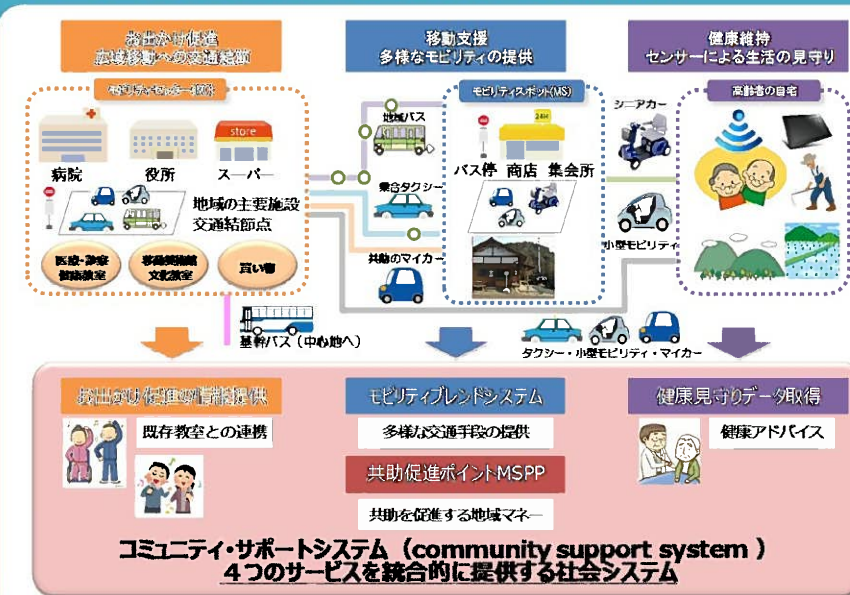 お出かけ促進
広域移動への交通結節
移動支援
多様なモビリティの提供
健康維持
センサーによる生活の見守り
モビリティスポット(MS)
高齢者の自宅
病院
役所
store
スーパー
地域の主要施設
交通結節点
医療・診察
健康教室
文化教室
買い物
基幹バス（中心地へ）
地域バス
乗合タクシー
共助のマイカー
24H
バス停 商店 集会所
シニアカー
小型モビリティ
タクシー・小型モビリティ・マイカー
お出かけ促進の情報提供
既存教室との連携
モビリティブレンドシステム
多様な交通手段の提供
共助促進ポイントMSPP
共助を促進する地域マネー
健康見守りデータ取得
健康アドバイス
コミュニティ・サポートシステム（community support system ）
４つのサービスを統合的に提供する社会システム